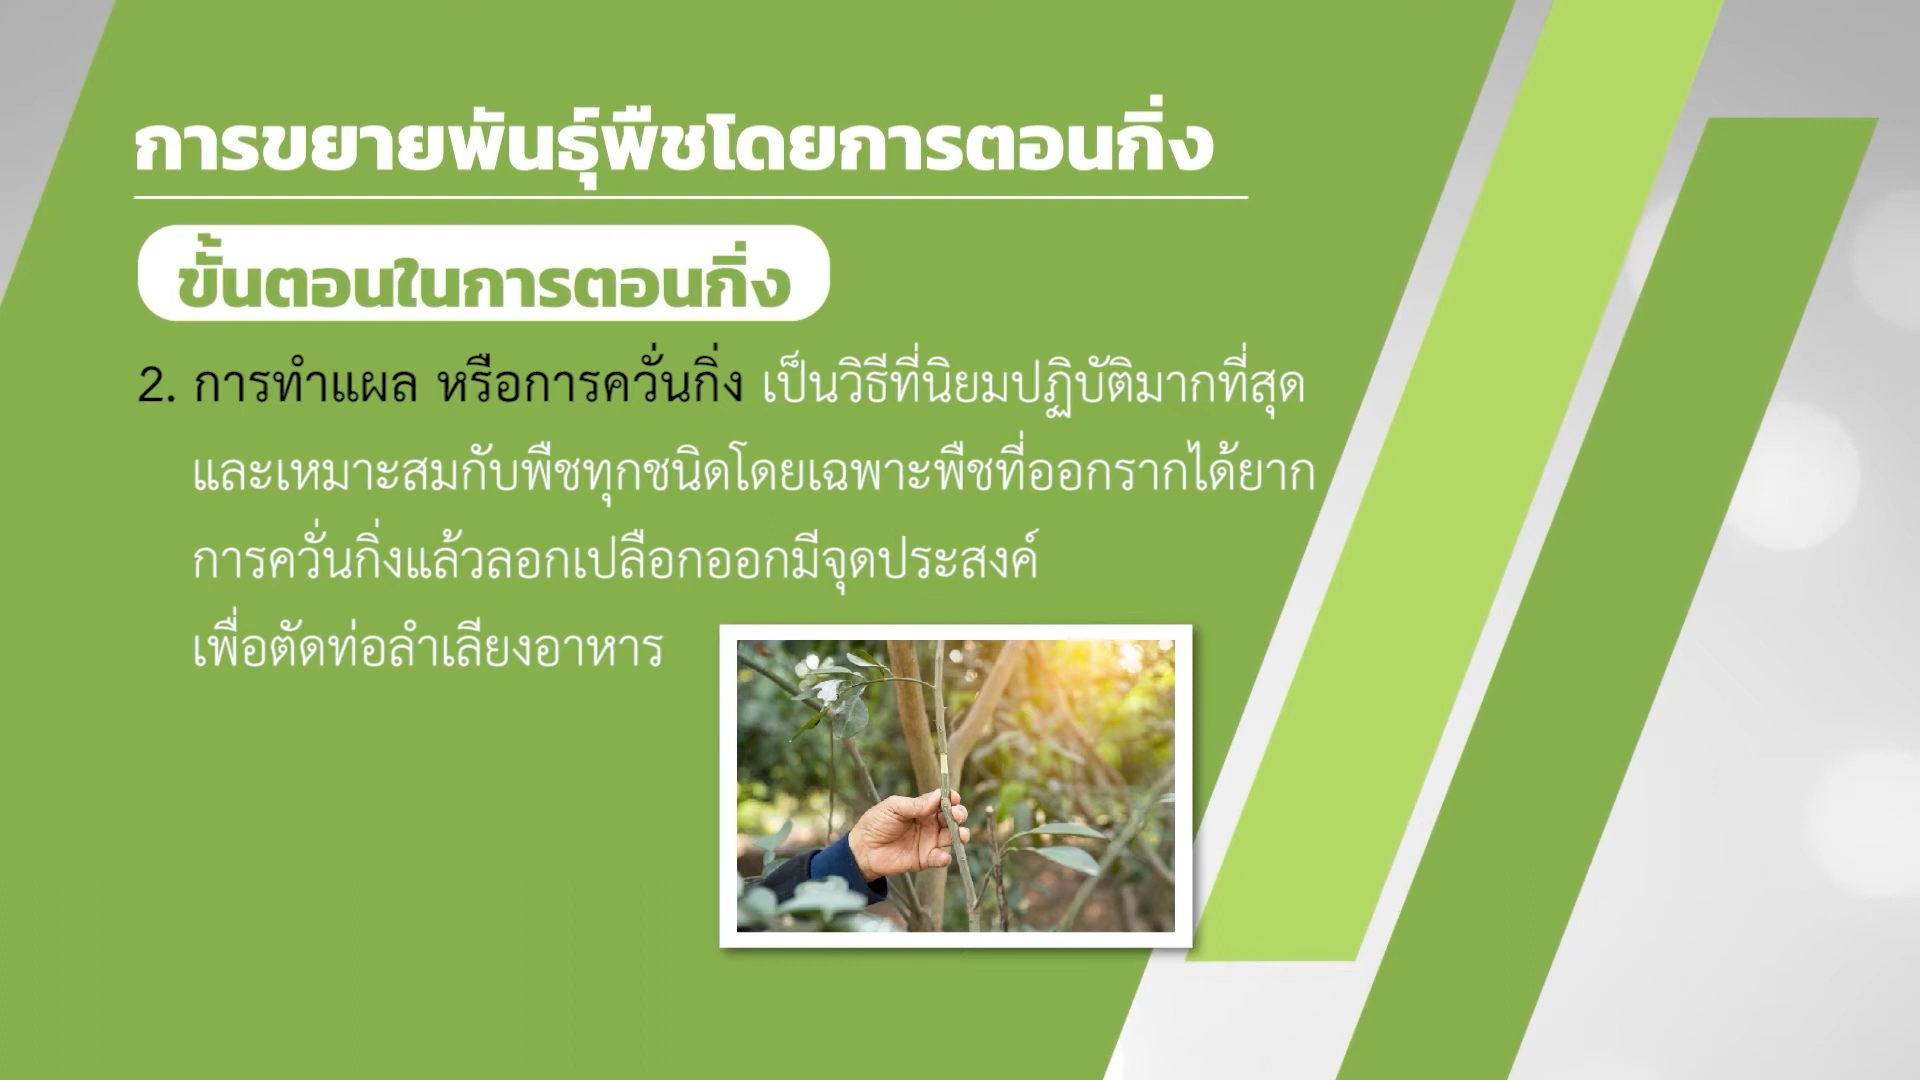 การขยายพันธุ์พืชโดยการตอนกิ่ง
ขั้นตอนในการตอนกิ่ง
2. การทำแผล หรือการควั่นกิ่ง เป็นวิธีที่นิยมปฏิบัติมากที่สุด
และเหมาะสมกับพืชทุกชนิดโดยเฉพาะพืชที่ออกรากได้ยาก
การควั่นกิ่งแล้วลอกเปลือกออกมีจุดประสงค์
เพื่อตัดท่อลำเลียงอาหาร